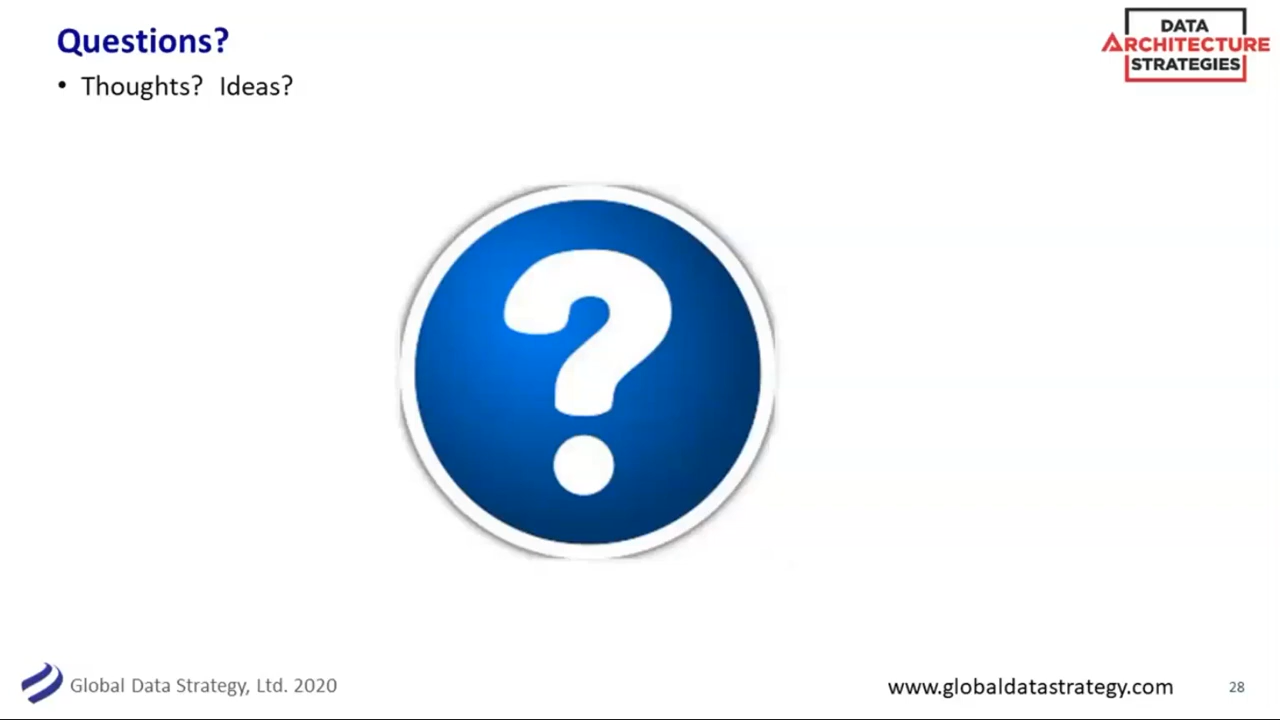 Questions?
DATA
ARCHITECTURE
STRATEGIES
• Thoughts? Ideas?
?
Global Data Strategy, Ltd. 2020
www.globaldatastrategy.com
28